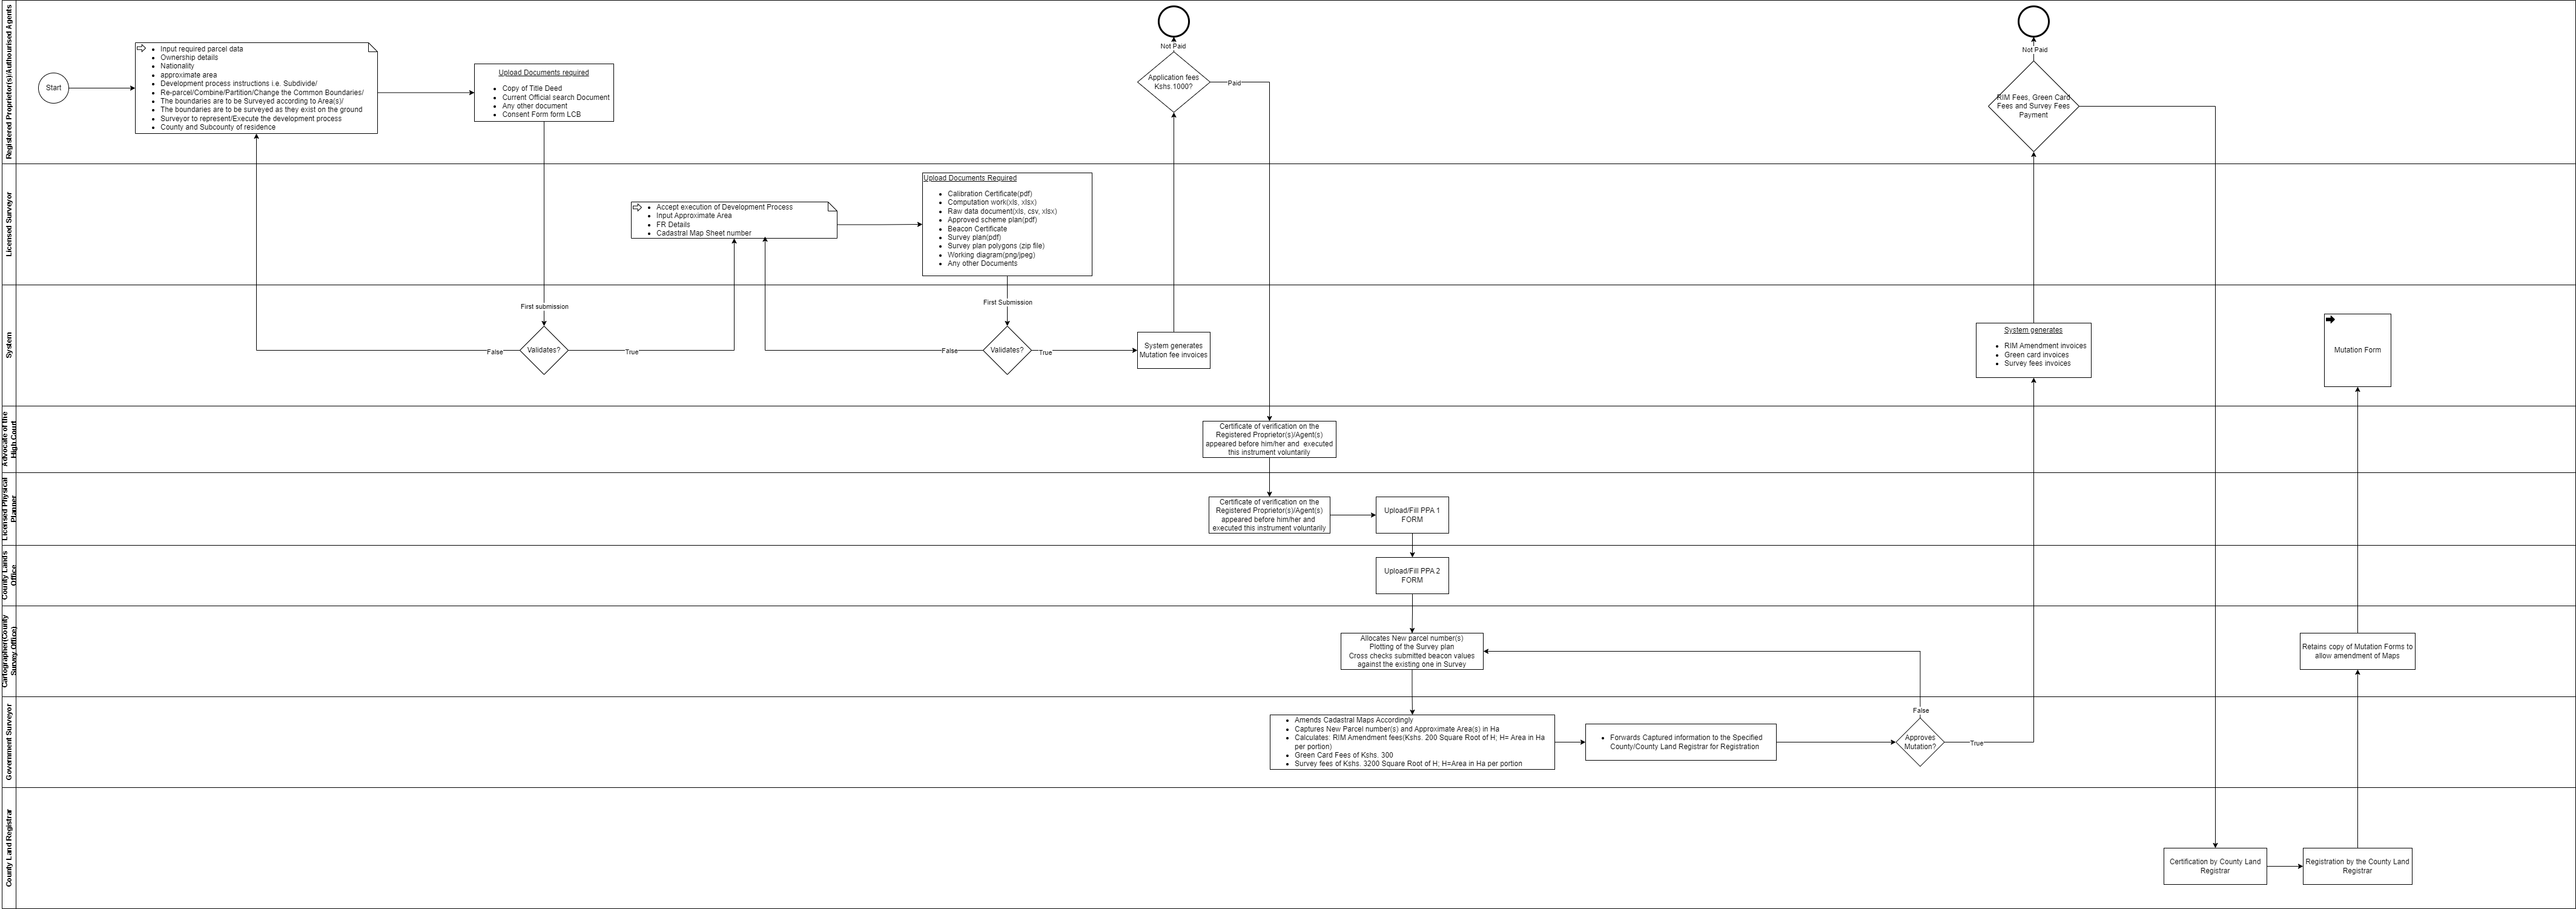 Registered Proprietor(s)/Authourised Agents
Start
Input required parcel data
Ownership details
Nationality
approximate area
Development process instructions i.e. Subdivide/
Re-parcel/Combine/Partition/Change the Common Boundaries/
The boundaries are to be Surveyed according to Area(s)/
The boundaries are to be surveyed as they exist on the ground
Surveyor to represent/Execute the development process
County and Subcounty of residence
Upload Documents required
Copy of Title Deed
Current Official search Document
Any other document
Consent Form form LCB
Not Paid
Application fees
Kshs.1000?
Paid
Not Paid
RIM Fees, Green Card
Fees and Survey Fees
Payment
Licensed Surveyor
Accept execution of Development Process
Input Approximate Area
FR Details
Cadastral Map Sheet number
Upload Documents Required
Calibration Certificate(pdf)
Computation work(xls, xlsx)
Raw data document(xls, csv, xlsx)
Approved scheme plan(pdf)
Beacon Certificate
Survey plan(pdf)
Survey plan polygons (zip file)
Working diagram(png/jpeg)
Any other Documents
System
First submission
False
Validates?
True
First Submission
False
Validates?
True
System generates
Mutation fee invoices
System generates
RIM Amendment invoices
Green card invoices
Survey fees invoices
Mutation Form
Advocate of the
High Court
Certificate of verification on the
Registered Proprietor(s)/Agent(s)
appeared before him/her and executed
this instrument voluntarily
Licensed Physical
Planner
Certificate of verification on the
Registered Proprietor(s)/Agent(s)
appeared before him/her and
executed this instrument voluntarily
Upload/Fill PPA 1
FORM
County Lands
Office
Upload/Fill PPA 2
FORM
Cartographer(County
Survey Office)
Allocates New parcel number(s)
Plotting of the Survey plan
Cross checks submitted beacon values
against the existing one in Survey
Retains copy of Mutation Forms to
allow amendment of Maps
Government Surveyor
Amends Cadastral Maps Accordingly
Captures New Parcel number(s) and Approximate Area(s) in Ha
Calculates: RIM Amendment fees(Kshs. 200 Square Root of H; H= Area in Ha
per portion)
Green Card Fees of Kshs. 300
Survey fees of Kshs. 3200 Square Root of H; H=Area in Ha per portion
Forwards Captured information to the Specified
County/County Land Registrar for Registration
False
Approves
Mutation?
True
County Land Registrar
Certification by County Land
Registrar
Registration by the County Land
Registrar